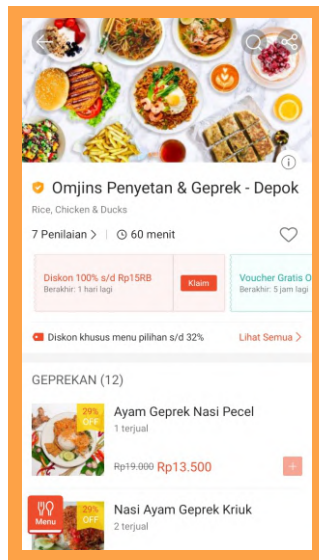 Omjins Penyetan & Geprek - Depok
Rice, Chicken & Ducks
7 Penilaian > 60 menit
Diskon 100% s/d Rp15RB
Berakhir: 1 hari lagi
Klaim
Voucher Gratis O
Berakhir: 5 jam lagi
Diskon khusus menu pilihan s/d 32% Lihat Semua >
GEPREKAN (12)
29%
OFF
Ayam Geprek Nasi Pecel
1 terjual
Rp19.000 Rp13.500
Menu
29%
OFF
Nasi Ayam Geprek Kriuk
2 terjual